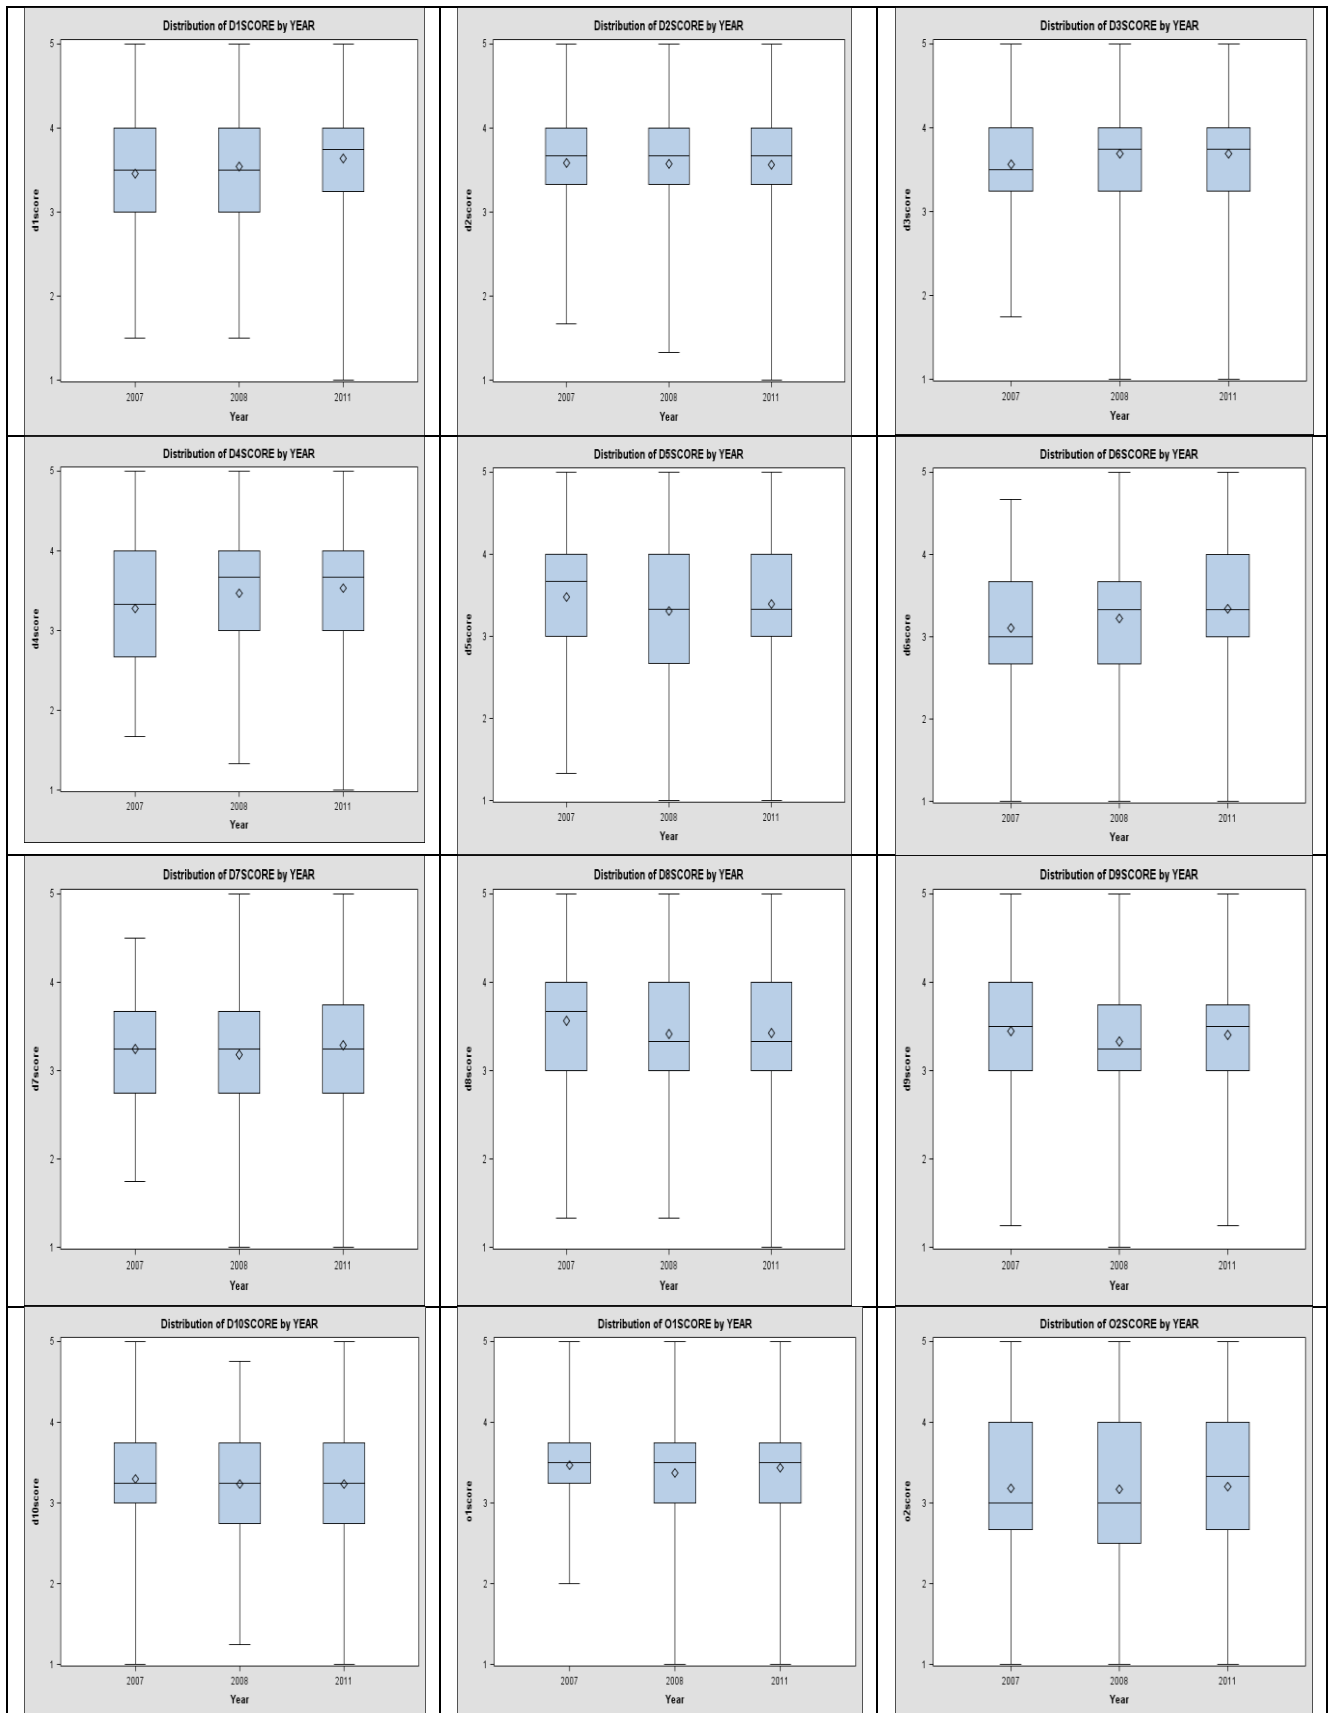 Distribution of D1SCORE by YEAR
5
4
3
2
1
d1score
2007 2008 2011
Year
Distribution of D2SCORE by YEAR
5
4
3
2
1
d2score
2007 2008 2011
Year
Distribution of D3SCORE by YEAR
5
4
3
2
1
d3score
2007 2008 2011
Year
Distribution of D4SCORE by YEAR
5
4
3
2
1
d4score
2007 2008 2011
Year
Distribution of D5SCORE by YEAR
5
4
3
2
1
d5score
2007 2008 2011
Year
Distribution of D6SCORE by YEAR
5
4
3
2
1
d6score
2007 2008 2011
Year
Distribution of D7SCORE by YEAR
5
4
3
2
1
d7score
2007 2008 2011
Year
Distribution of D8SCORE by YEAR
5
4
3
2
1
d8score
2007 2008 2011
Year
Distribution of D9SCORE by YEAR
5
4
3
2
1
d9score
2007 2008 2011
Year
Distribution of D10SCORE by YEAR
5
4
3
2
1
d10score
2007 2008 2011
Year
Distribution of O1SCORE by YEAR
5
4
3
2
1
o1score
2007 2008 2011
Year
Distribution of O2SCORE by YEAR
5
4
3
2
1
o2score
2007 2008 2011
Year